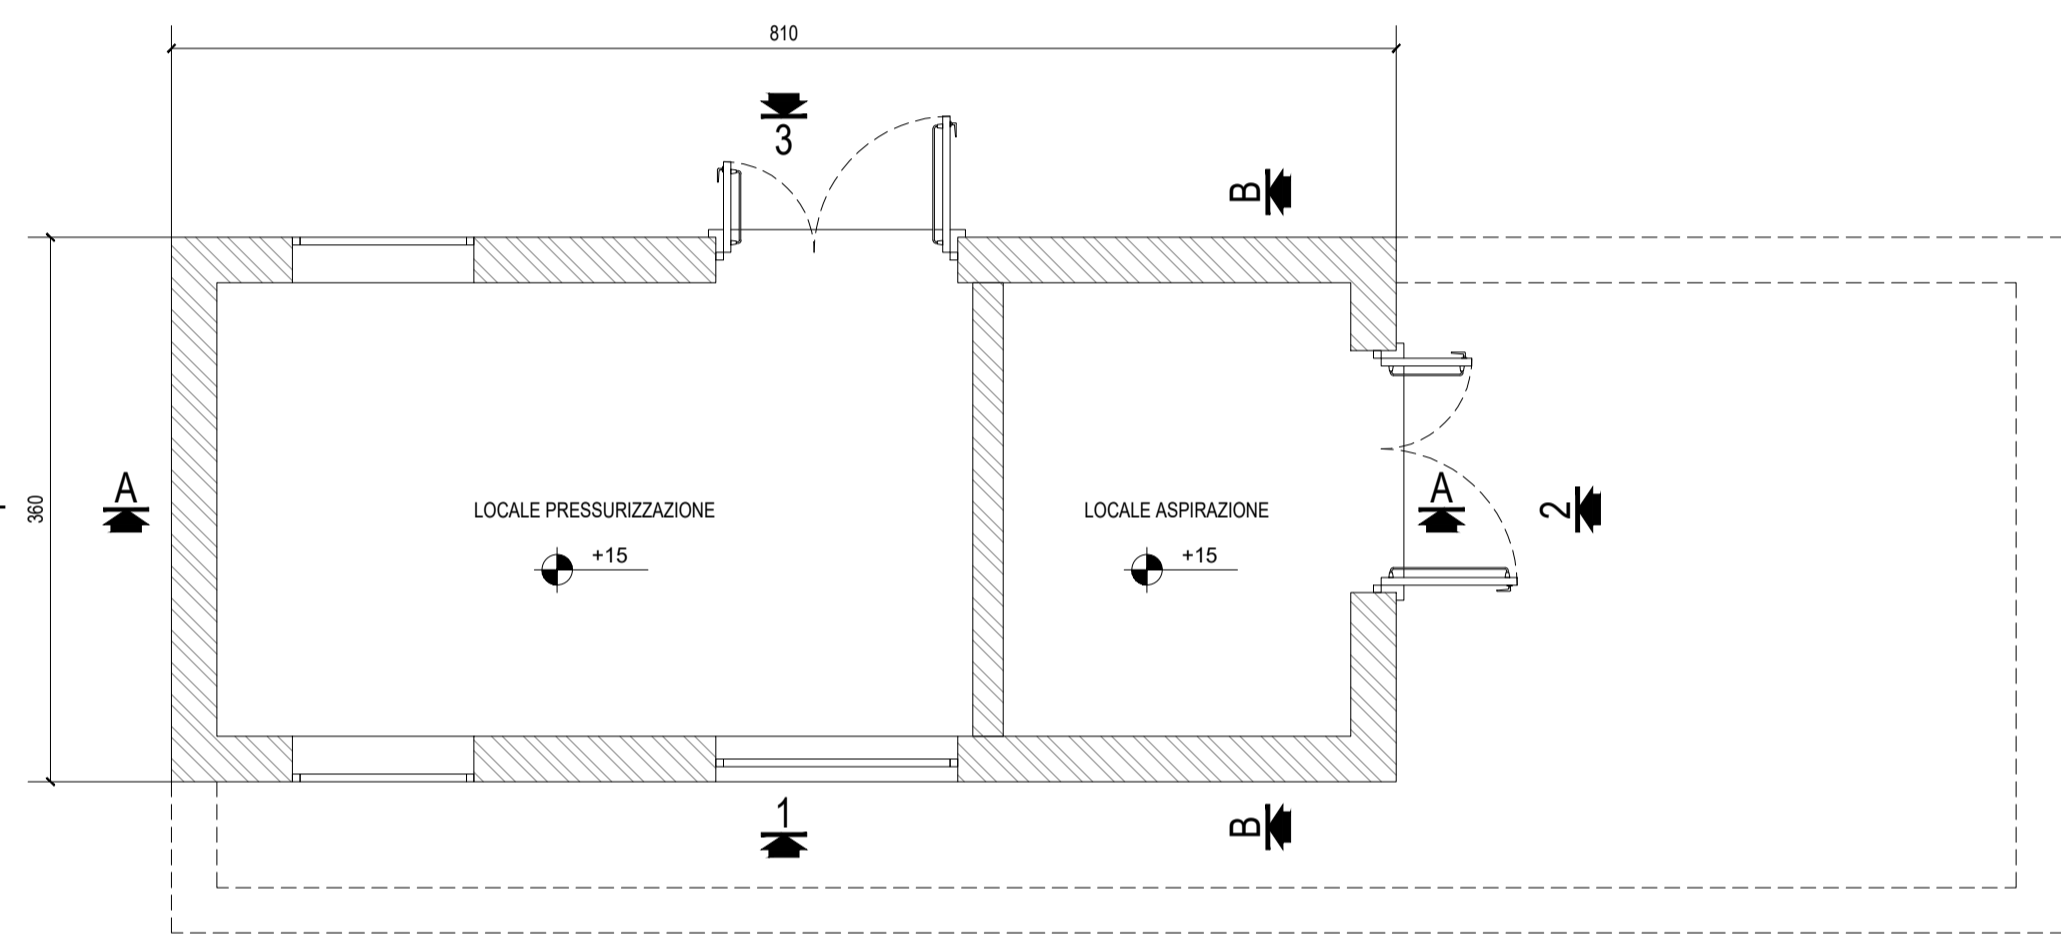 810
3
B
A
360
LOCALE PRESSURIZZAZIONE
+15
LOCALE ASPIRAZIONE
+15
A
2
1
B